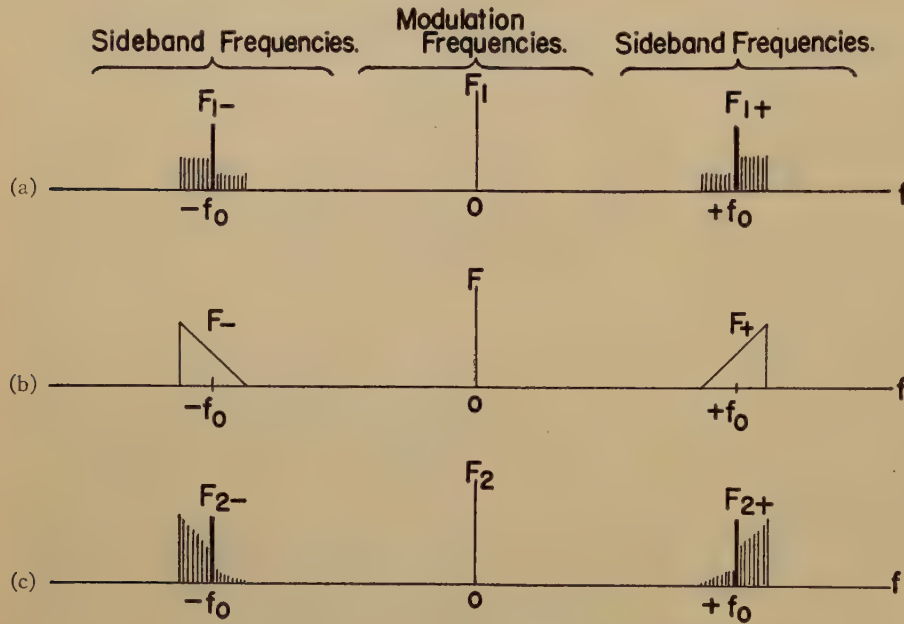 Modulation
Sideband Frequencies. Frequencies. Sideband Frequencies.
F1- F1 F1+
(a) f
-f0 0 +f0
F- F F+
(b) f
-f0 0 +f0
F2- F2 F2+
(c) f
-f0 0 +f0